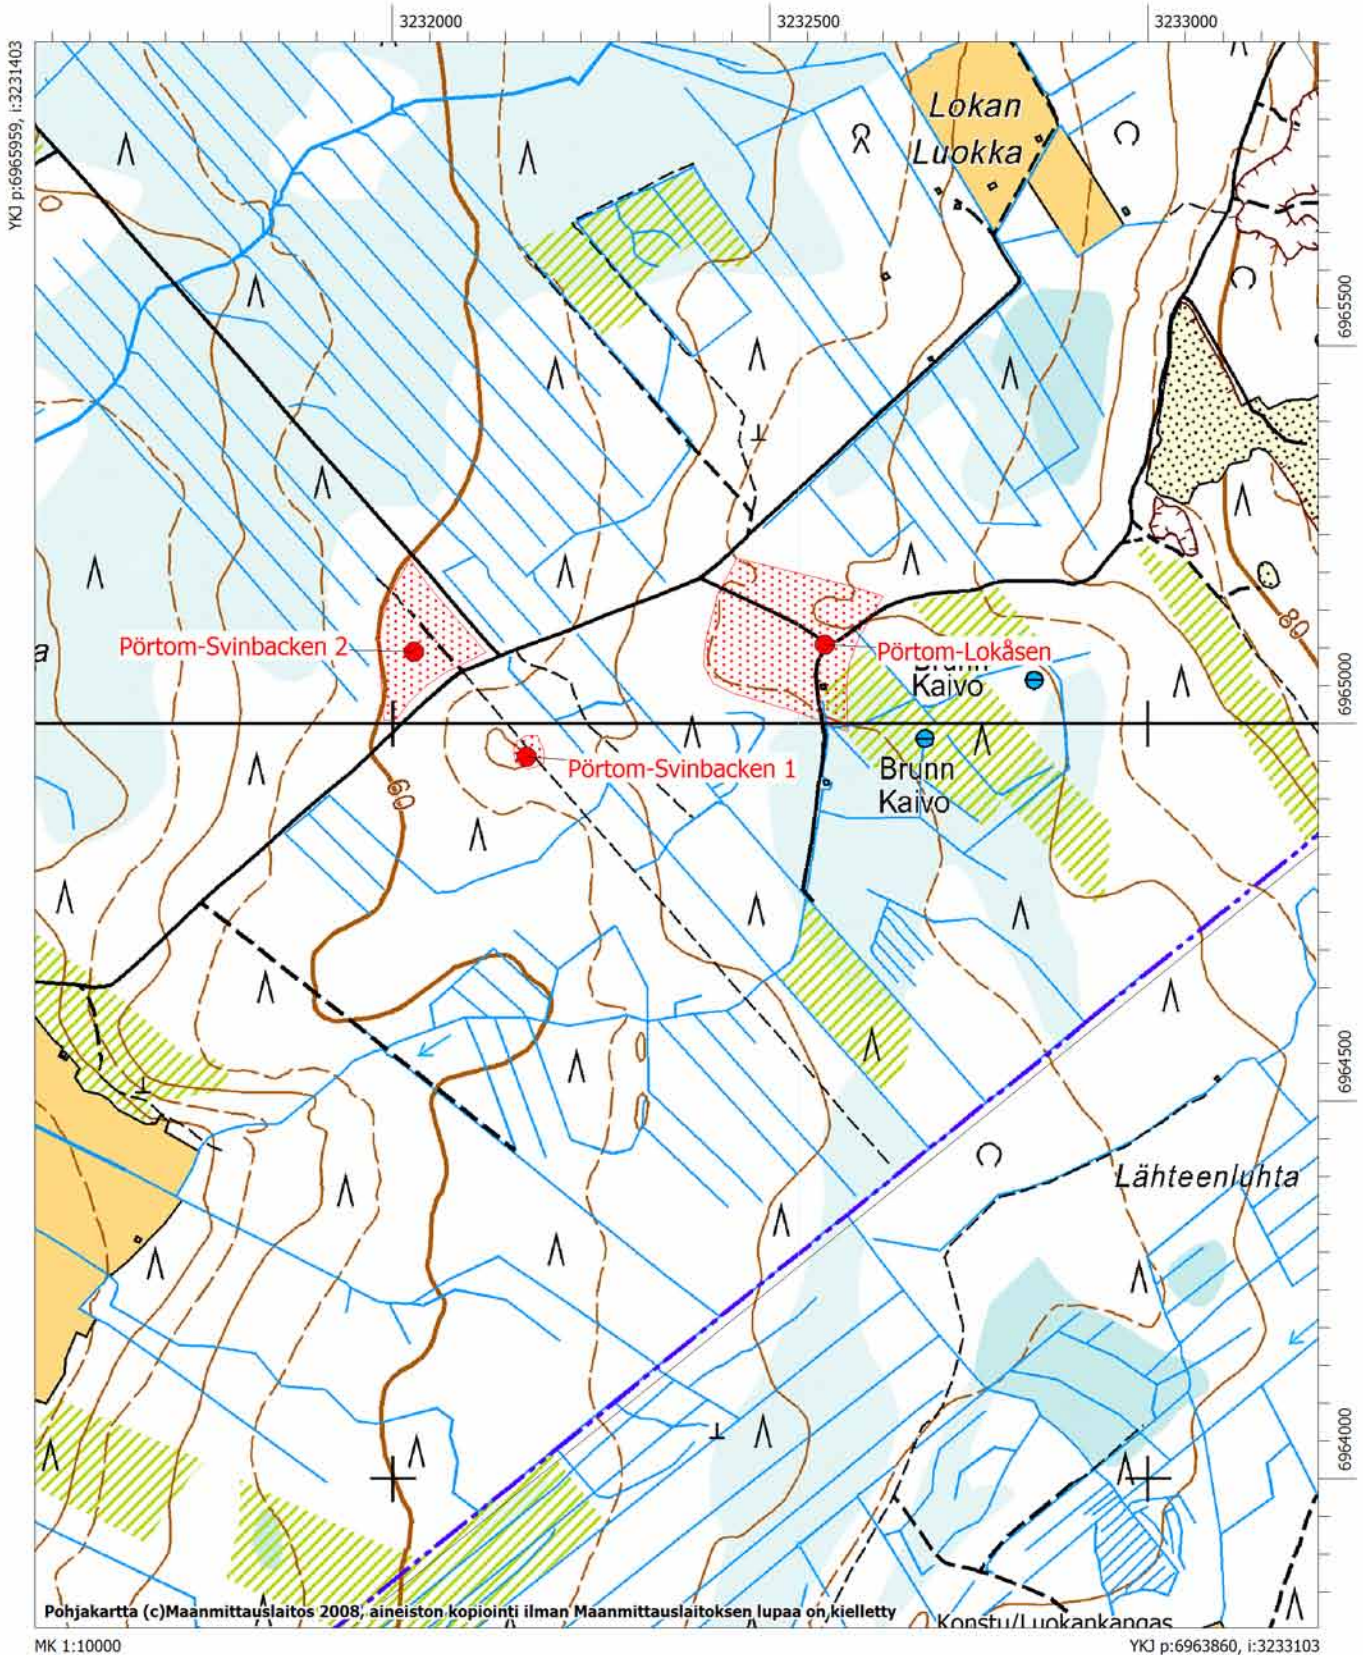 3232000
3232500
3233000
YKJ p:6965959, i:3231403
Lokan
Luokka
6965500
80
Pörtom-Svinbacken 2
a
Pörtom-Lokåsen
Brunn
Kaivo
6965000
Pörtom-Svinbacken 1
60
Brunn
Kaivo
6964500
Lähteenluhta
6964000
Pohjakartta (c)Maanmittauslaitos 2008, aineiston kopiointi ilman Maanmittauslaitoksen lupaa on kielletty
Konstu/Luokankangas
MK 1:10000
YKJ p:6963860, i:3233103